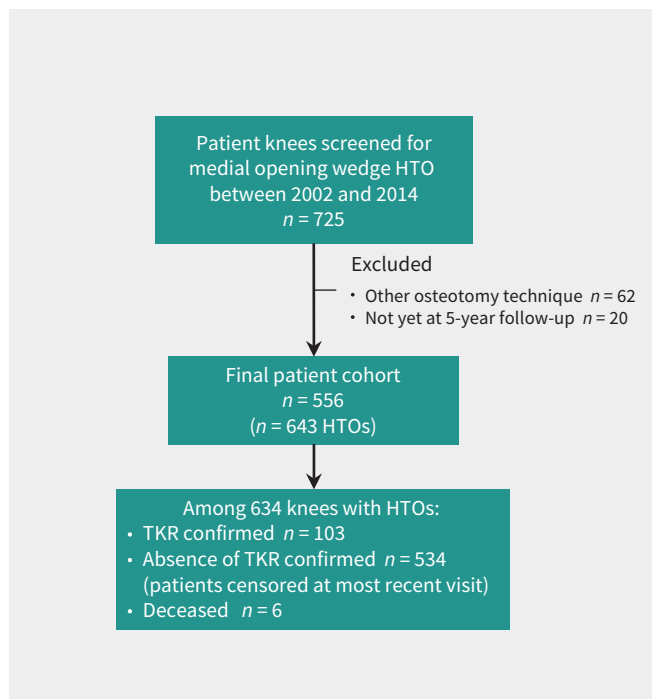 Patient knees screened for
medial opening wedge HTO
between 2002 and 2014
n = 725
Excluded
• Other osteotomy technique n = 62
• Not yet at 5-year follow-up n = 20
Final patient cohort
n = 556
(n = 643 HTOs)
Among 634 knees with HTOs:
• TKR confirmed n = 103
• Absence of TKR confirmed n = 534
(patients censored at most recent visit)
• Deceased n = 6